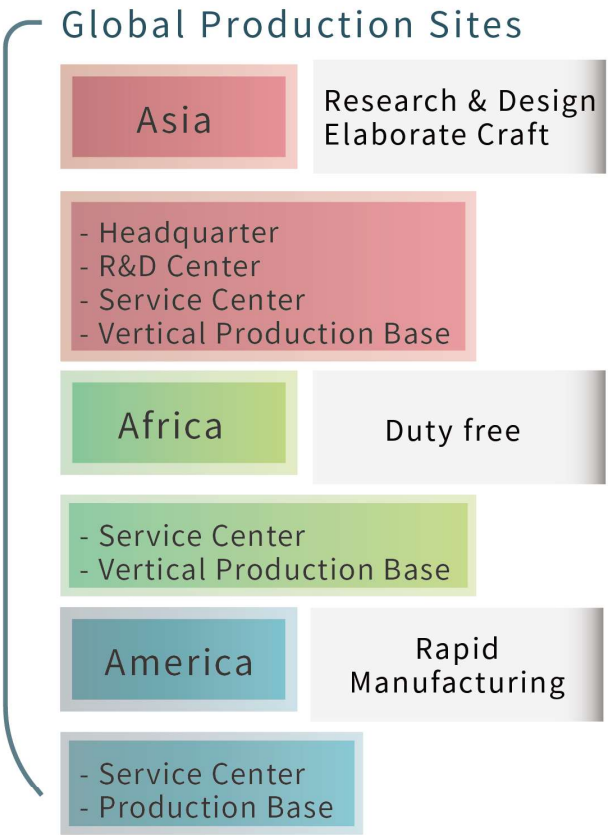 Global Production Sites
Asia
Research & Design
Elaborate Craft
- Headquarter
- R&D Center
- Service Center
- Vertical Production Base
Africa
Duty free
- Service Center
- Vertical Production Base
America
Rapid
Manufacturing
- Service Center
- Production Base